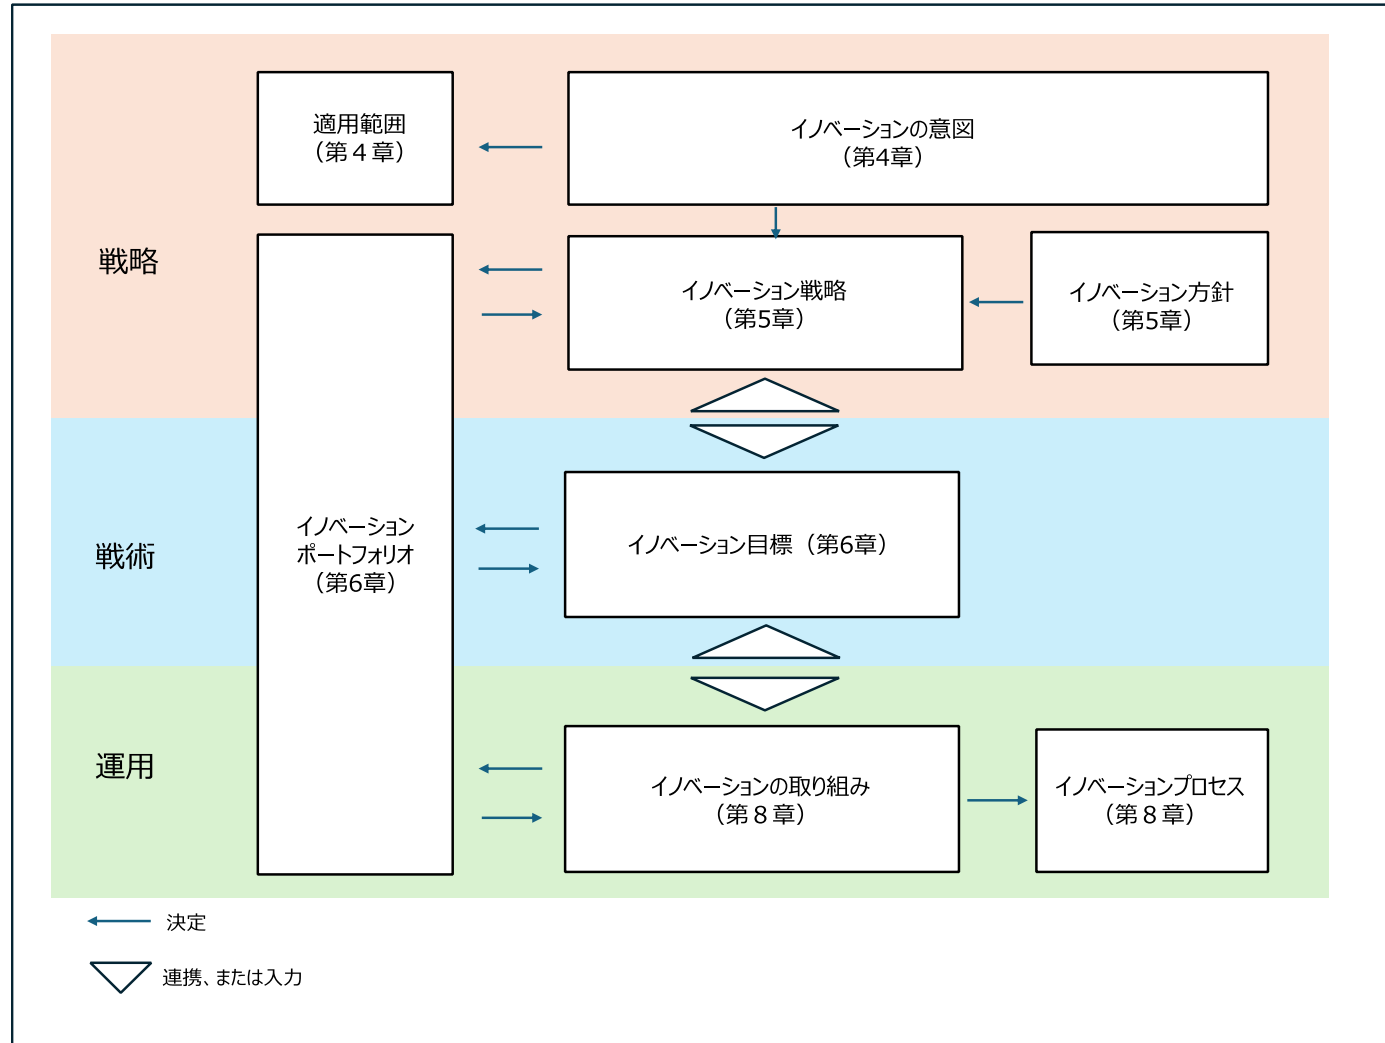 適用範囲
（第４章）
イノベーションの意図
（第4章）
戦略
イノベーション戦略
（第5章）
イノベーション方針
（第5章）
戦術
イノベーション
ポートフォリオ
（第6章）
イノベーション目標（第6章）
運用
イノベーションの取り組み
（第８章）
イノベーションプロセス
（第８章）
決定
連携、または入力